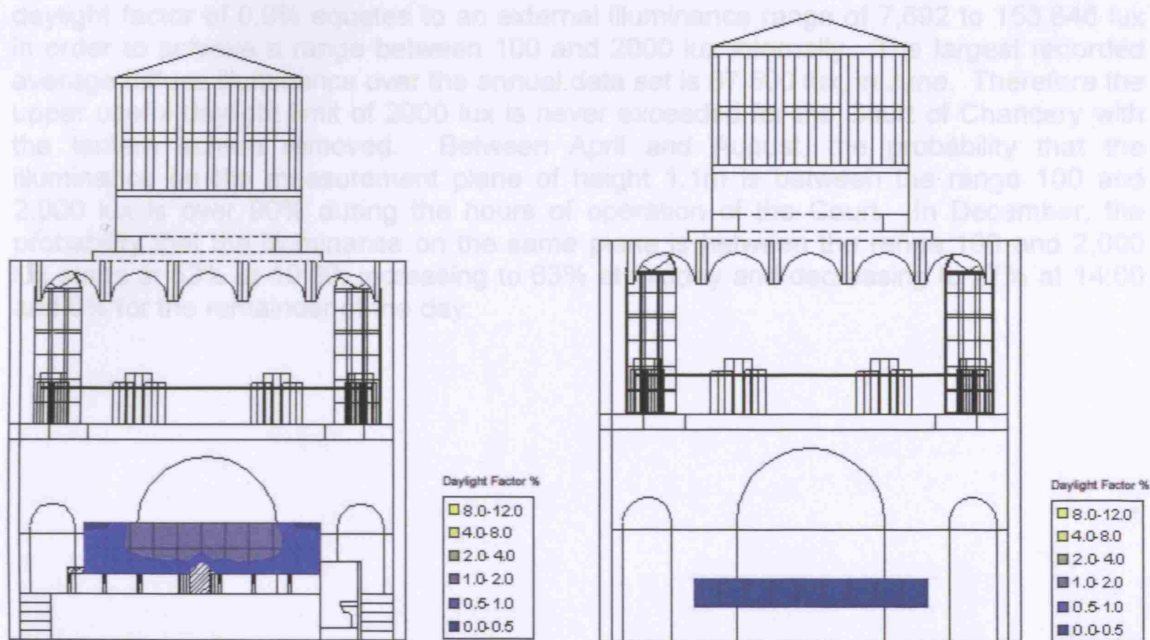 daylight factor of 0.9% equates to an external illuminance range of 7,692 to 153,846 lux
in order to achieve a range between 100 and 2000 lux internally. The largest recorded
average illuminance over the annual data set is in June. Therefore the
upper limit of 2000 lux is never exceeded of Chancery with
the removed. Between April and August, the probability that the
illuminance on the measurement plane of height 1.1m is between the range 100 and
2,000 lux is over 90% during the hours of operation of the Court. In December, the
probability that the illuminance on the same plane is between the range 100 and 2,000
increasing to 63% and decreasing at 14:00
for the remainder of the day.
Daylight Factor %
8.0-12.0
4.0-8.0
2.0-4.0
1.0-2.0
0.5-1.0
0.0-0.5
Daylight Factor %
8.0-12.0
4.0-8.0
2.0-4.0
1.0-2.0
0.5-1.0
0.0-0.5